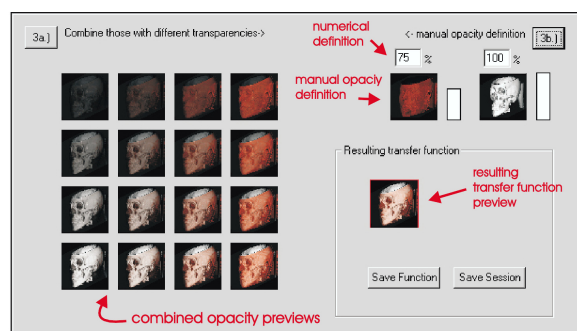 3a.)
Combine those with different transparencies->
numerical
definition
<- manual opacity definition
3b.)
75 %
100 %
manual opaciy
definition
Resulting transfer function
resulting
transfer function
preview
Save Function
Save Session
combined opacity previews